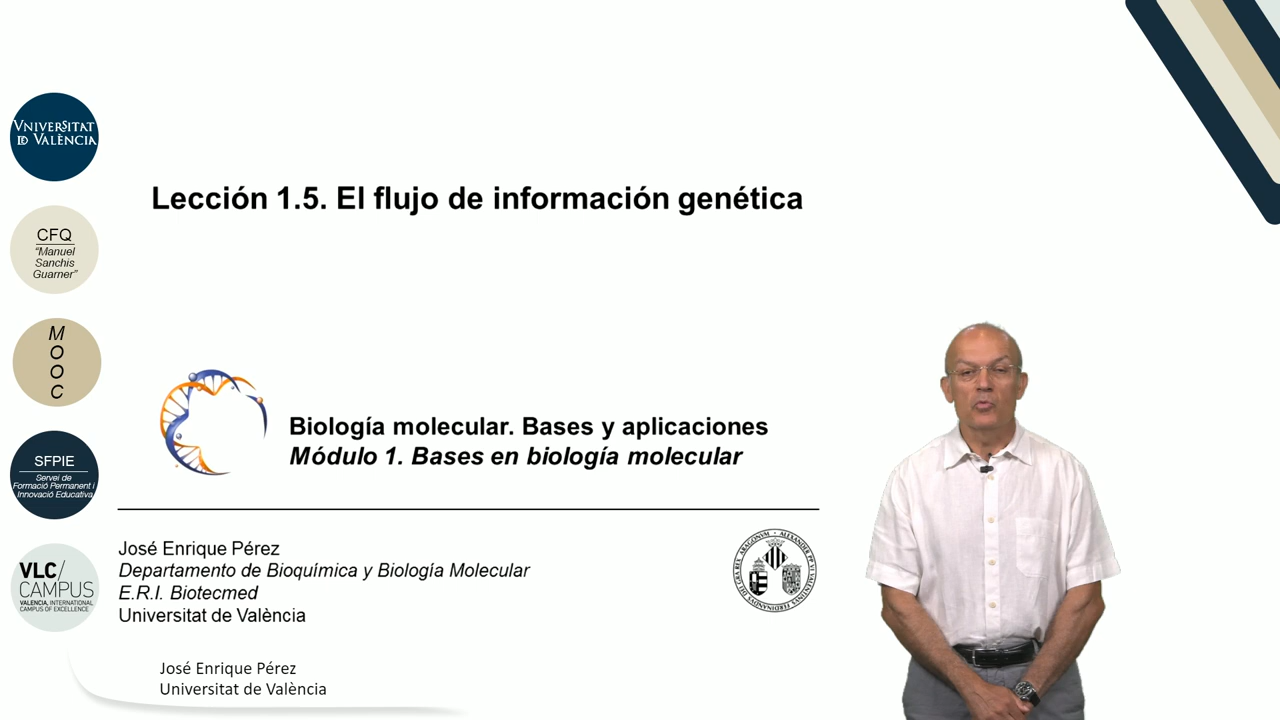 VNIVERSITAT
ID VALÈNCIA
CFQ
“Manuel
Sanchis
Guarner”
M
O
O
C
SFPIE
Servei de
Formació Permanent i
Innovació Educativa
VLC/
CAMPUS
VALENCIA, INTERNATIONAL
CAMPUS OF EXCELLENCE
Lección 1.5. El flujo de información genética
Biología molecular. Bases y aplicaciones
Módulo 1. Bases en biología molecular
José Enrique Pérez
Departamento de Bioquímica y Biología Molecular
E.R.I. Biotecmed
Universitat de València
José Enrique Pérez
Universitat de València